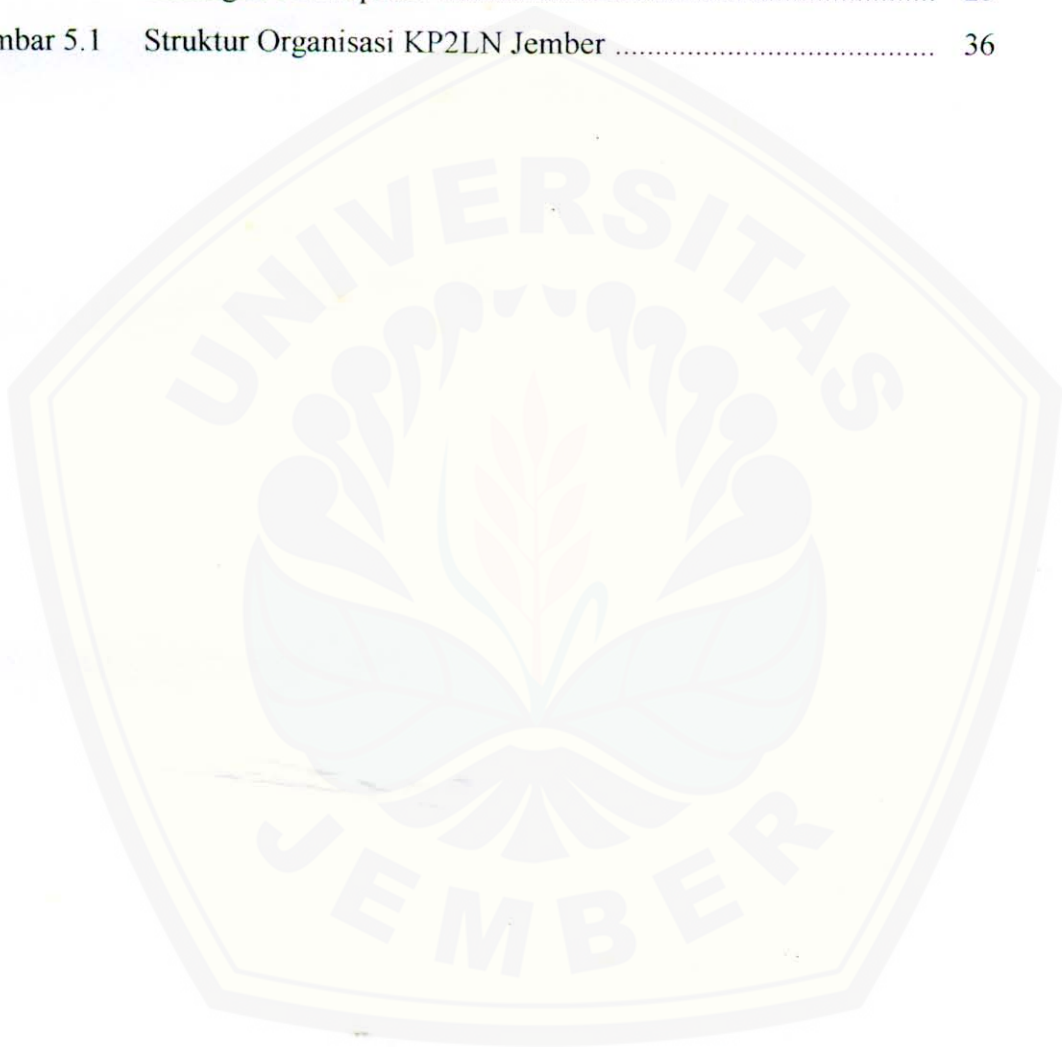 mbar 5.1 Struktur Organisasi KP2LN Jember ........................................ 36
UNIVERSITAS
JEMBER